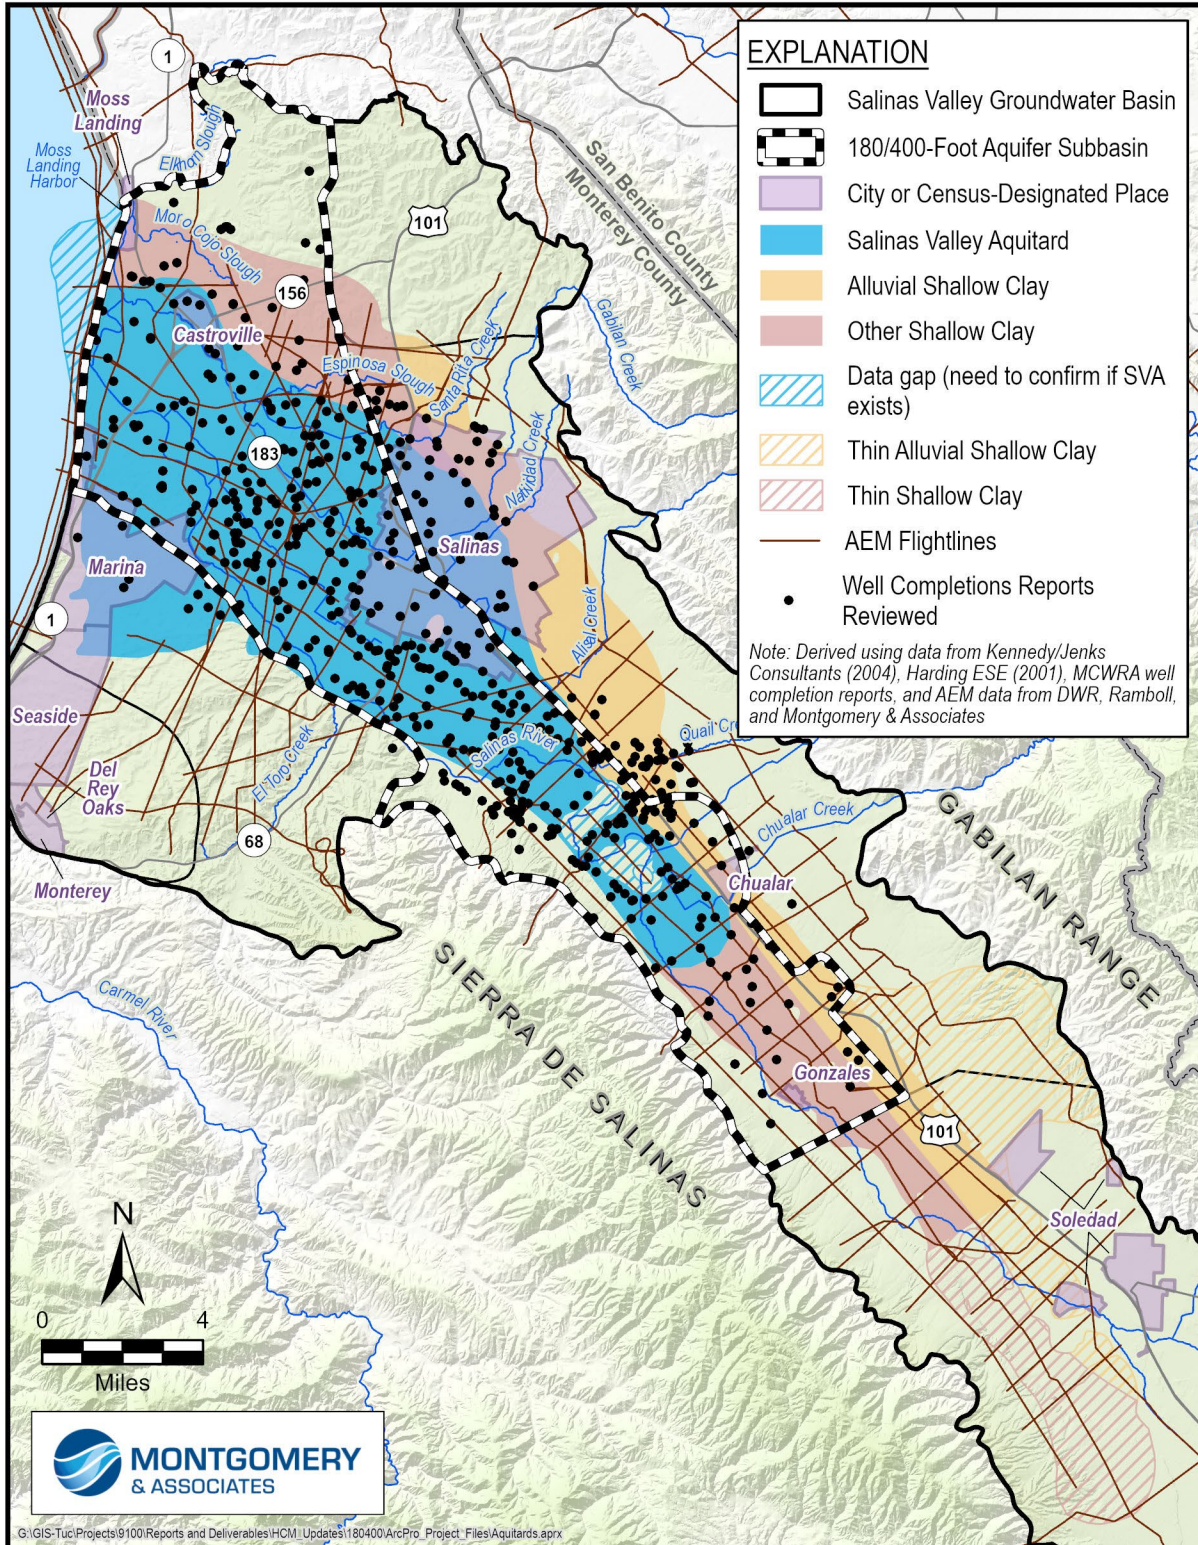 EXPLANATION
Salinas Valley Groundwater Basin
180/400-Foot Aquifer Subbasin
City or Census-Designated Place
Salinas Valley Aquitard
Alluvial Shallow Clay
Other Shallow Clay
Data gap (need to confirm if SVA
exists)
Thin Alluvial Shallow Clay
Thin Shallow Clay
AEM Flightlines
Well Completions Reports
Reviewed
Note: Derived using data from Kennedy/Jenks
Consultants (2004), Harding ESE (2001), MCWRA well
completion reports, and AEM data from DWR, Ramboll,
and Montgomery & Associates
1
Moss
Landing
Moss
Landing
Harbor
Elkhorn Slough
Moro Cojo Slough
San Benito County
Monterey County
101
156
Castroville
Espinosa Slough
Santa Rita Creek
Gabilan Creek
Natividad Creek
183
Salinas
Marina
1
Alisal Creek
Seaside
Del
Rey
Oaks
Monterey
El Toro Creek
68
Salinas River
Quail Cre
Chualar Creek
Chualar
GABILAN RANGE
SIERRA DE SALINAS
Carmel River
Gonzales
101
Soledad
N
0 4
Miles
MONTGOMERY
& ASSOCIATES
G:\GIS-Tuc\Projects\9100\Reports and Deliverables\HCM_Updates\180400\ArcPro_Project_Files\Aquitards.aprx